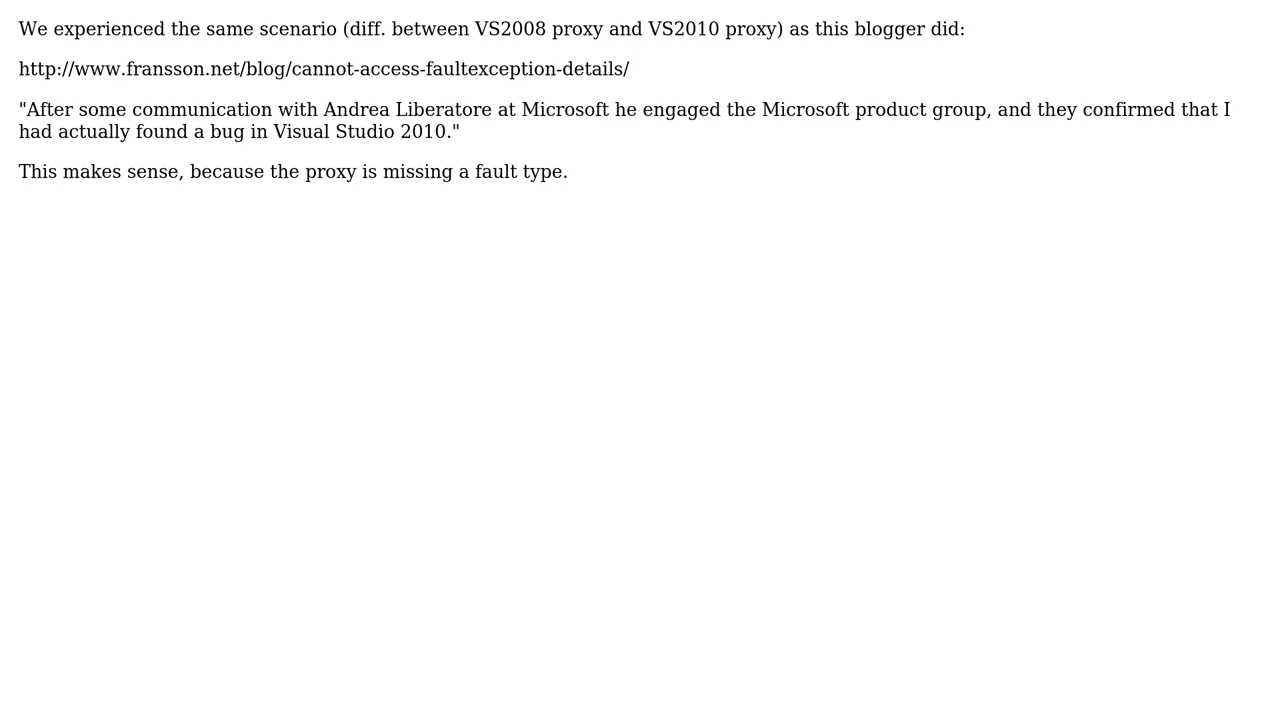 We experienced the same scenario (diff. between VS2008 proxy and VS2010 proxy) as this blogger did:
http://www.fransson.net/blog/cannot-access-faultexception-details/
"After some communication with Andrea Liberatore at Microsoft he engaged the Microsoft product group, and they confirmed that I
had actually found a bug in Visual Studio 2010."
This makes sense, because the proxy is missing a fault type.